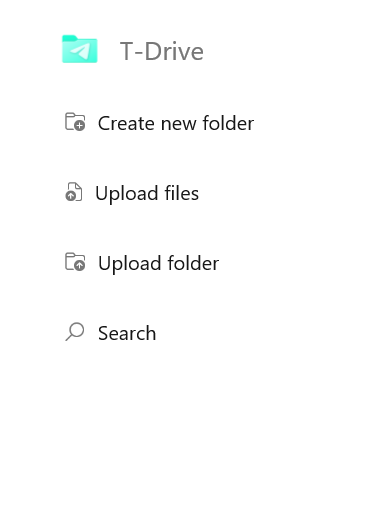 T-Drive
Create new folder
Upload files
Upload folder
Search